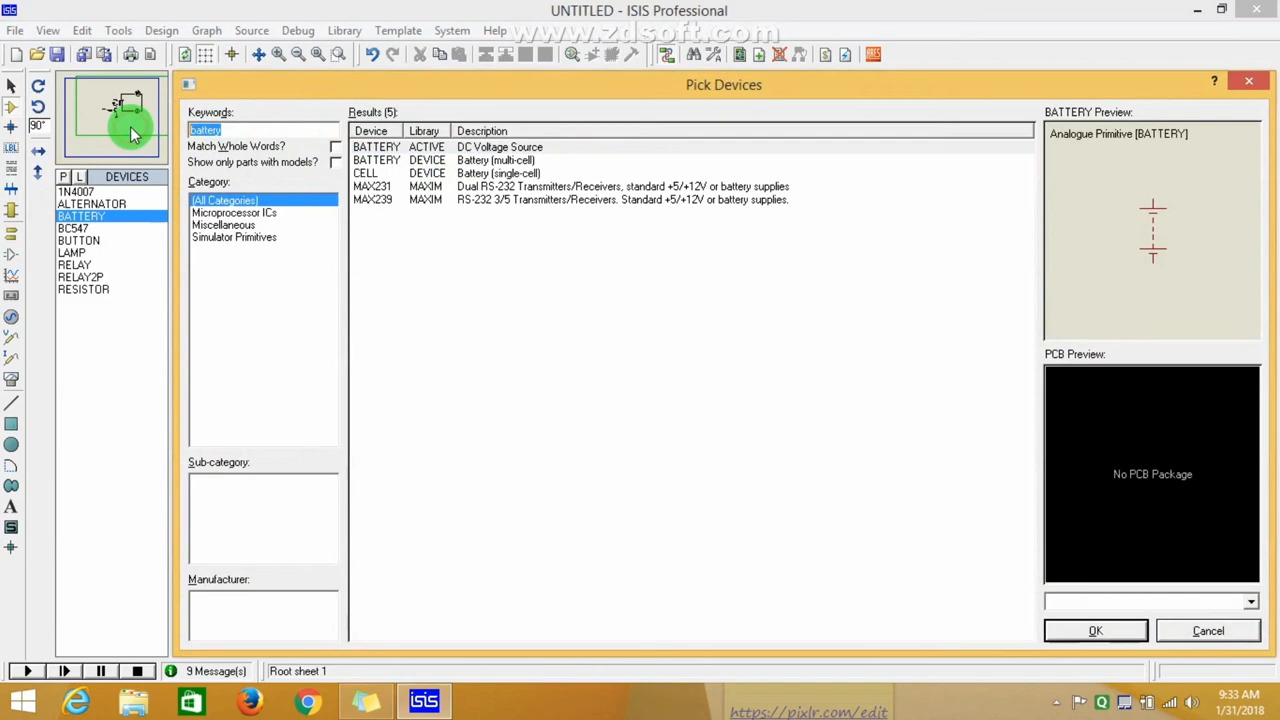 UNTITLED - ISIS Professional
File View Edit Tools Design Graph Source Debug Library Template System Help
www.zdsoft.com
ARES
Pick Devices
?
90°
LBL
P L DEVICES
1N4007
ALTERNATOR
BATTERY
BC547
BUTTON
LAMP
RELAY
RELAY2P
RESISTOR
A
S
Keywords:
battery
Match Whole Words?
Show only parts with models?
Category:
(All Categories)
Microprocessor ICs
Miscellaneous
Simulator Primitives
Sub-category:
Manufacturer:
Results (5):
Device Library Description
BATTERY ACTIVE DC Voltage Source
BATTERY DEVICE Battery (multi-cell)
CELL DEVICE Battery (single-cell)
MAX231 MAXIM Dual RS-232 Transmitters/Receivers, standard +5/+12V or battery supplies
MAX239 MAXIM RS-232 3/5 Transmitters/Receivers. Standard +5/+12V or battery supplies.
BATTERY Preview:
Analogue Primitive [BATTERY]
PCB Preview:
No PCB Package
OK Cancel
9 Message(s) Root sheet 1
isis
https://pixlr.com/edit
9:33 AM
1/31/2018